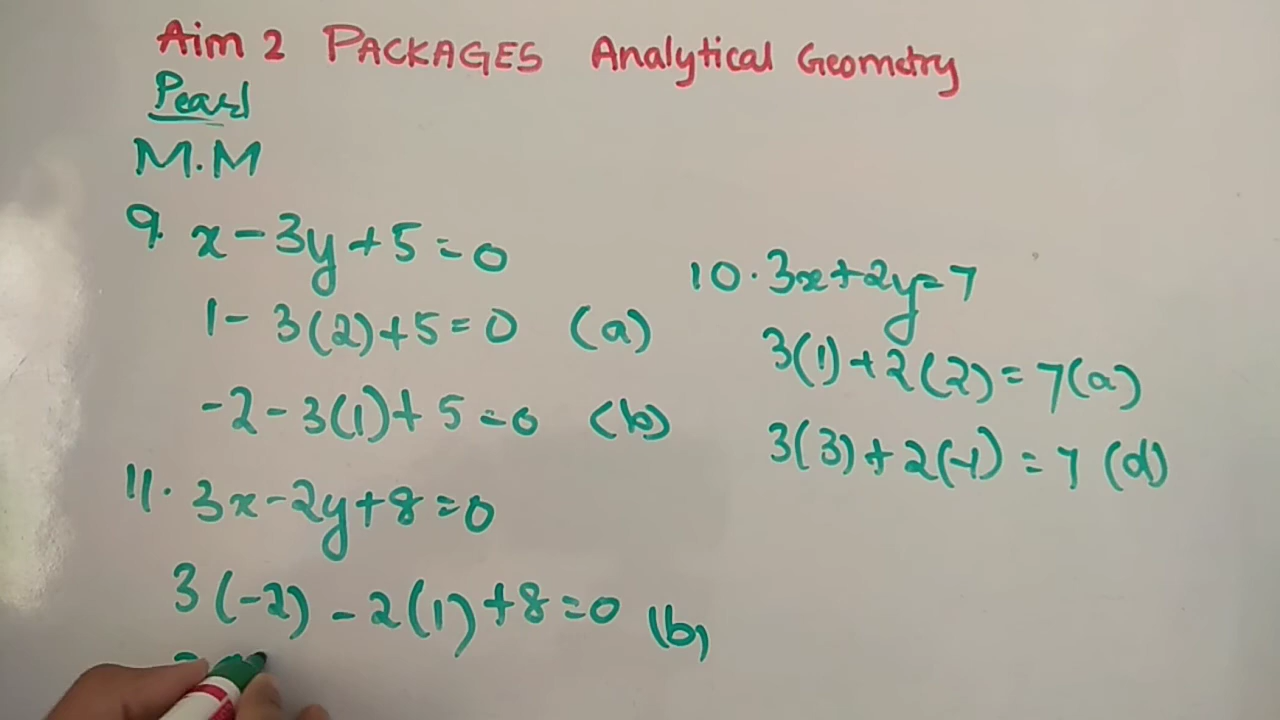 Aim 2 PACKAGES Analytical Geometry
Pearl
M.M
9. x-3y+5=0
1-3(2)+5=0 (a)
-2-3(1)+5=0 (b)
10. 3x+2y=7
3(1)+2(2)=7(a)
3(3)+2(-1)=7 (d)
11. 3x-2y+8=0
3(-2)-2(1)+8=0 (b)